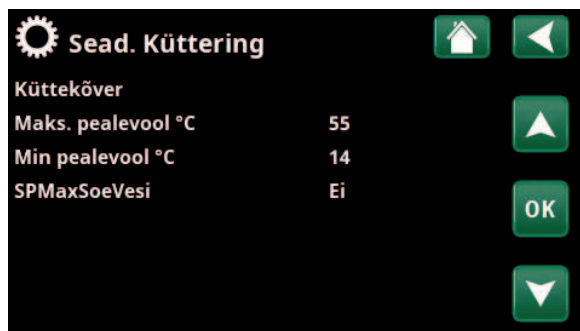 Sead. Küttering
Küttekõver
Maks. pealevool °C 55
Min pealevool °C 14
SPMaxSoeVesi Ei
OK